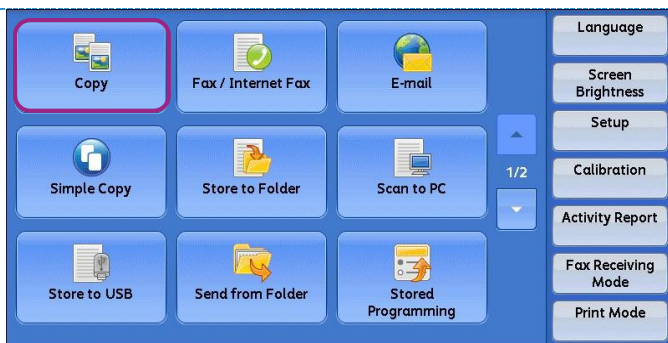 Copy
Fax / Internet Fax
E-mail
Simple Copy
Store to Folder
Scan to PC
1/2
Store to USB
Send from Folder
Stored
Programming
Language
Screen
Brightness
Setup
Calibration
Activity Report
Fax Receiving
Mode
Print Mode